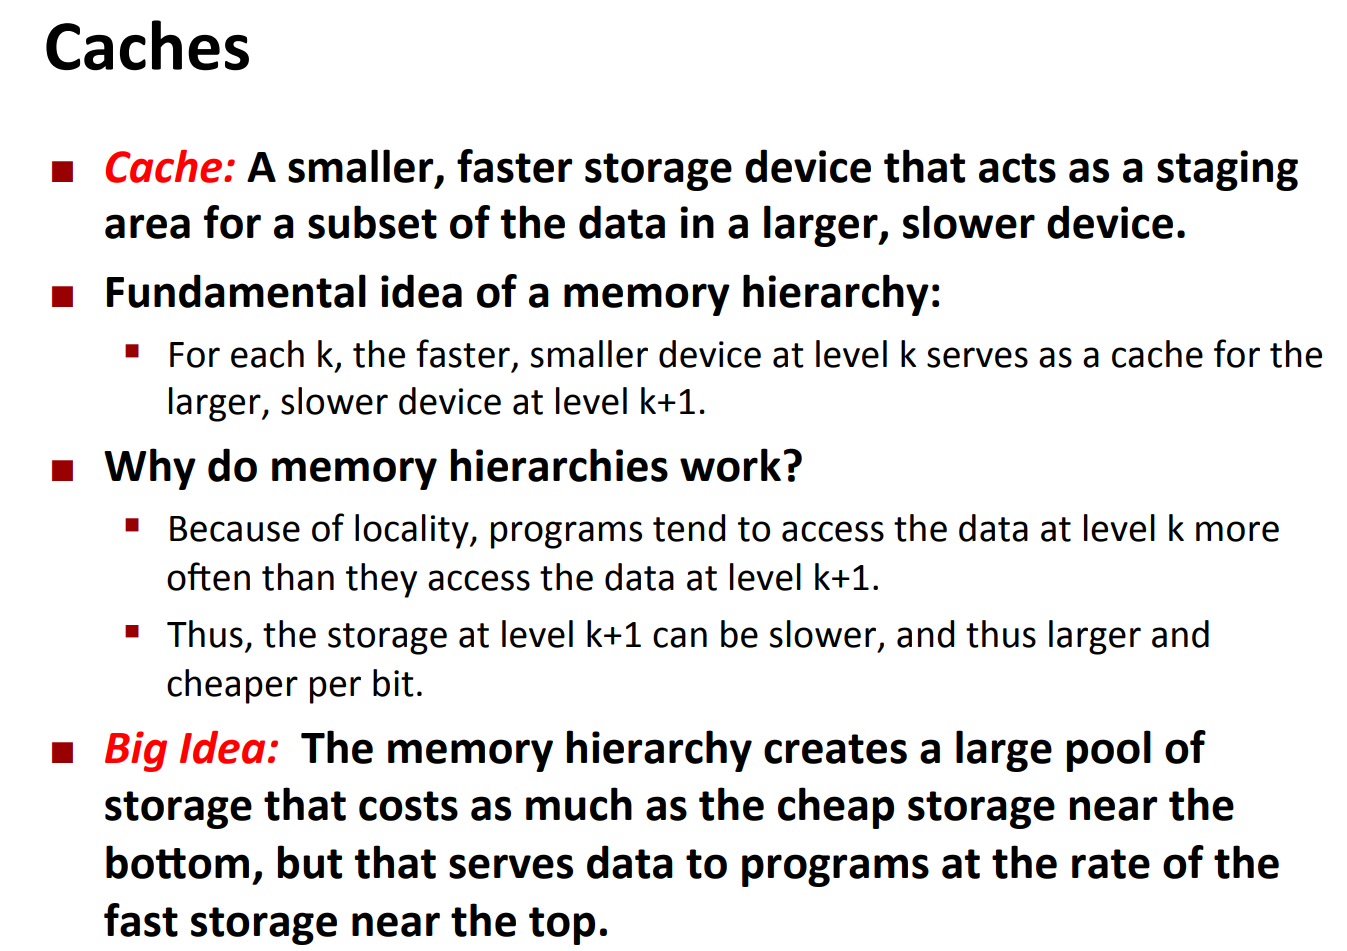 Caches
Cache: A smaller, faster storage device that acts as a staging
area for a subset of the data in a larger, slower device.
Fundamental idea of a memory hierarchy:
For each k, the faster, smaller device at level k serves as a cache for the
larger, slower device at level k+1.
Why do memory hierarchies work?
Because of locality, programs tend to access the data at level k more
often than they access the data at level k+1.
Thus, the storage at level k+1 can be slower, and thus larger and
cheaper per bit.
Big Idea: The memory hierarchy creates a large pool of
storage that costs as much as the cheap storage near the
bottom, but that serves data to programs at the rate of the
fast storage near the top.